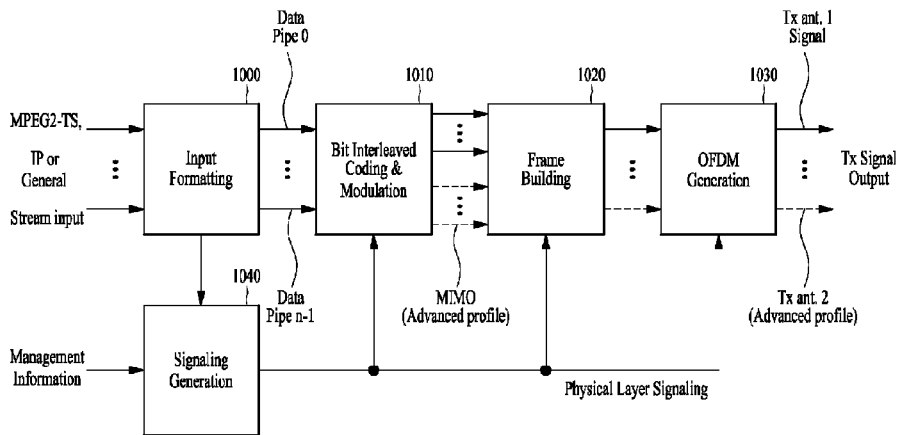 Data
Pipe 0
Tx ant. 1
Signal
1000
1010
1020
1030
MPEG2-TS,
IP or
General
Stream input
Input
Formatting
Bit Interleaved
Coding &
Modulation
Frame
Building
OFDM
Generation
Tx Signal
Output
1040
Data
Pipe n-1
MIMO
(Advanced profile)
Tx ant. 2
(Advanced profile)
Management
Information
Signaling
Generation
Physical Layer Signaling